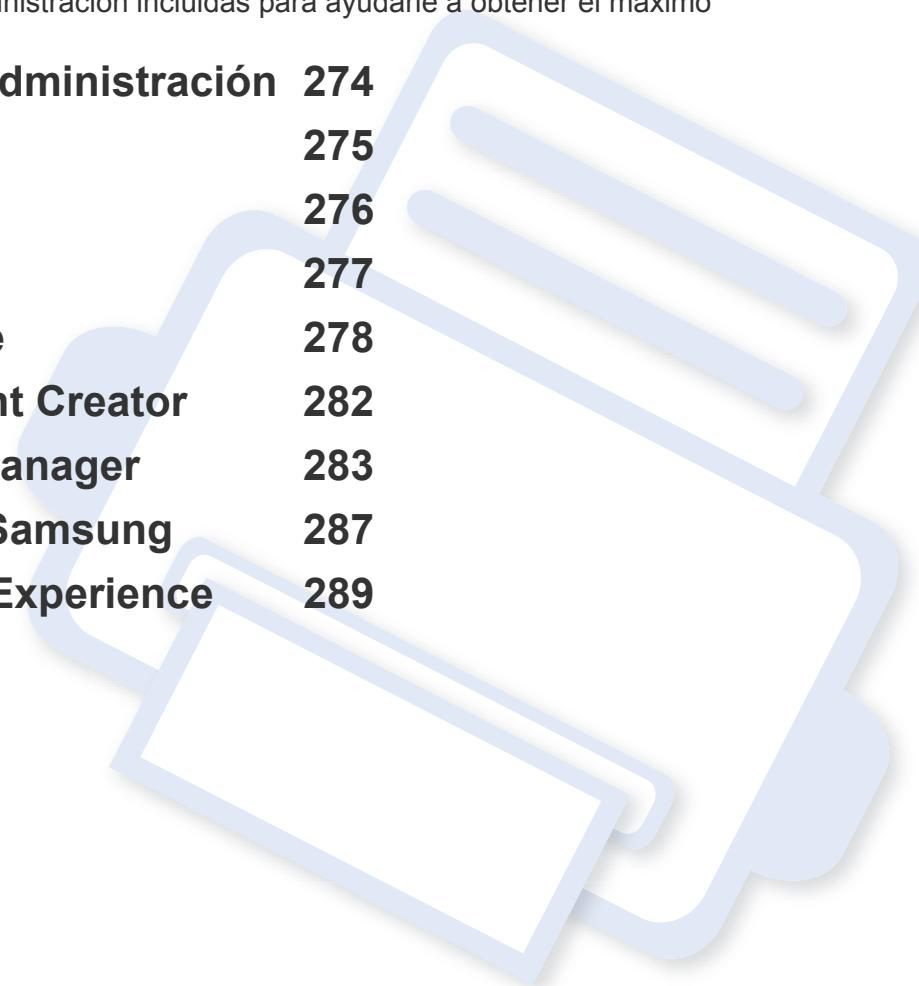 ministración incluidas para ayudarle a obtener el máximo
dministración 274
275
276
277
e 278
nt Creator 282
anager 283
Samsung 287
Experience 289